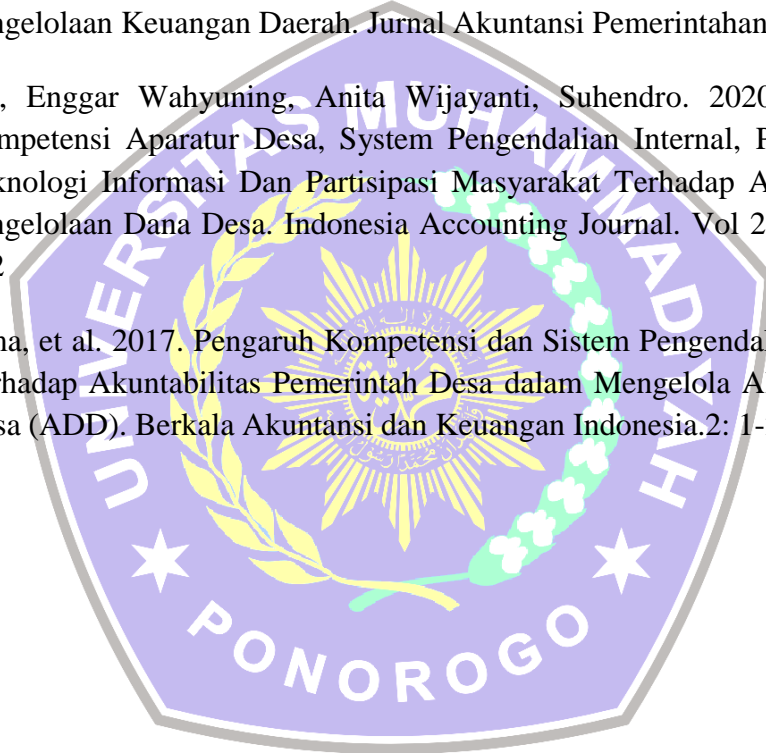 ngelolaan Keuangan Daerah. Jurnal Akuntansi Pemerintahan
, Enggar Wahyuning, Anita Wijayanti, Suhendro. 2020
ompetensi Aparatur Desa, System Pengendalian Internal, P
knologi Informasi Dan Partisipasi Masyarakat Terhadap A
ngelolaan Dana Desa. Indonesia Accounting Journal. Vol 2
2
na, et al. 2017. Pengaruh Kompetensi dan Sistem Pengendal
rhadap Akuntabilitas Pemerintah Desa dalam Mengelola A
sa (ADD). Berkala Akuntansi dan Keuangan Indonesia.2: 1-
UNIVERSITAS MUHAMMADIYAH
PONOROGO